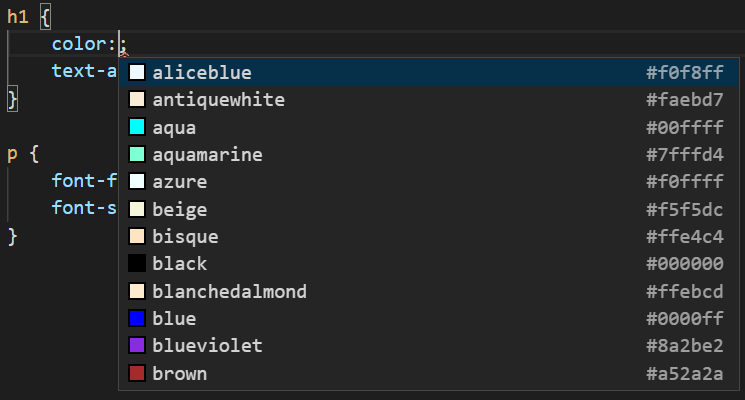 h1 {
color:;
text-a
}
p {
font-f
font-s
}
aliceblue #f0f8ff
antiquewhite #faebd7
aqua #00ffff
aquamarine #7fffd4
azure #f0ffff
beige #f5f5dc
bisque #ffe4c4
black #000000
blanchedalmond #ffebcd
blue #0000ff
blueviolet #8a2be2
brown #a52a2a